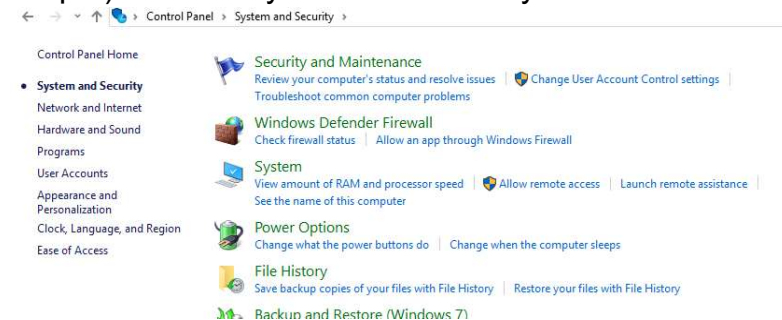 Control Panel > System and Security >
Control Panel Home
System and Security
Network and Internet
Hardware and Sound
Programs
User Accounts
Appearance and
Personalization
Clock, Language, and Region
Ease of Access
Security and Maintenance
Review your computer's status and resolve issues | Change User Account Control settings |
Troubleshoot common computer problems
Windows Defender Firewall
Check firewall status | Allow an app through Windows Firewall
System
View amount of RAM and processor speed | Allow remote access | Launch remote assistance |
See the name of this computer
Power Options
Change what the power buttons do | Change when the computer sleeps
File History
Save backup copies of your files with File History | Restore your files with File History
Backup and Restore (Windows 7)